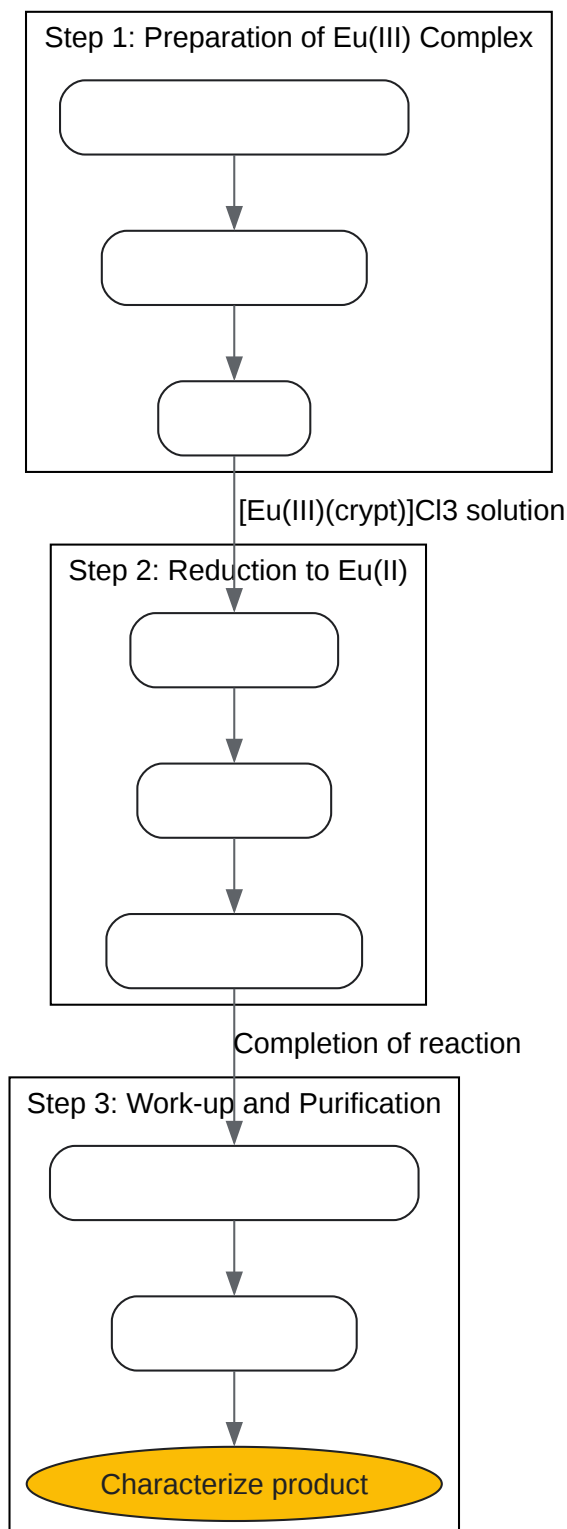 Step 1: Preparation of Eu(III) Complex
[Eu(III)(crypt)]Cl3 solution
Step 2: Reduction to Eu(II)
Completion of reaction
Step 3: Work-up and Purification
Characterize product